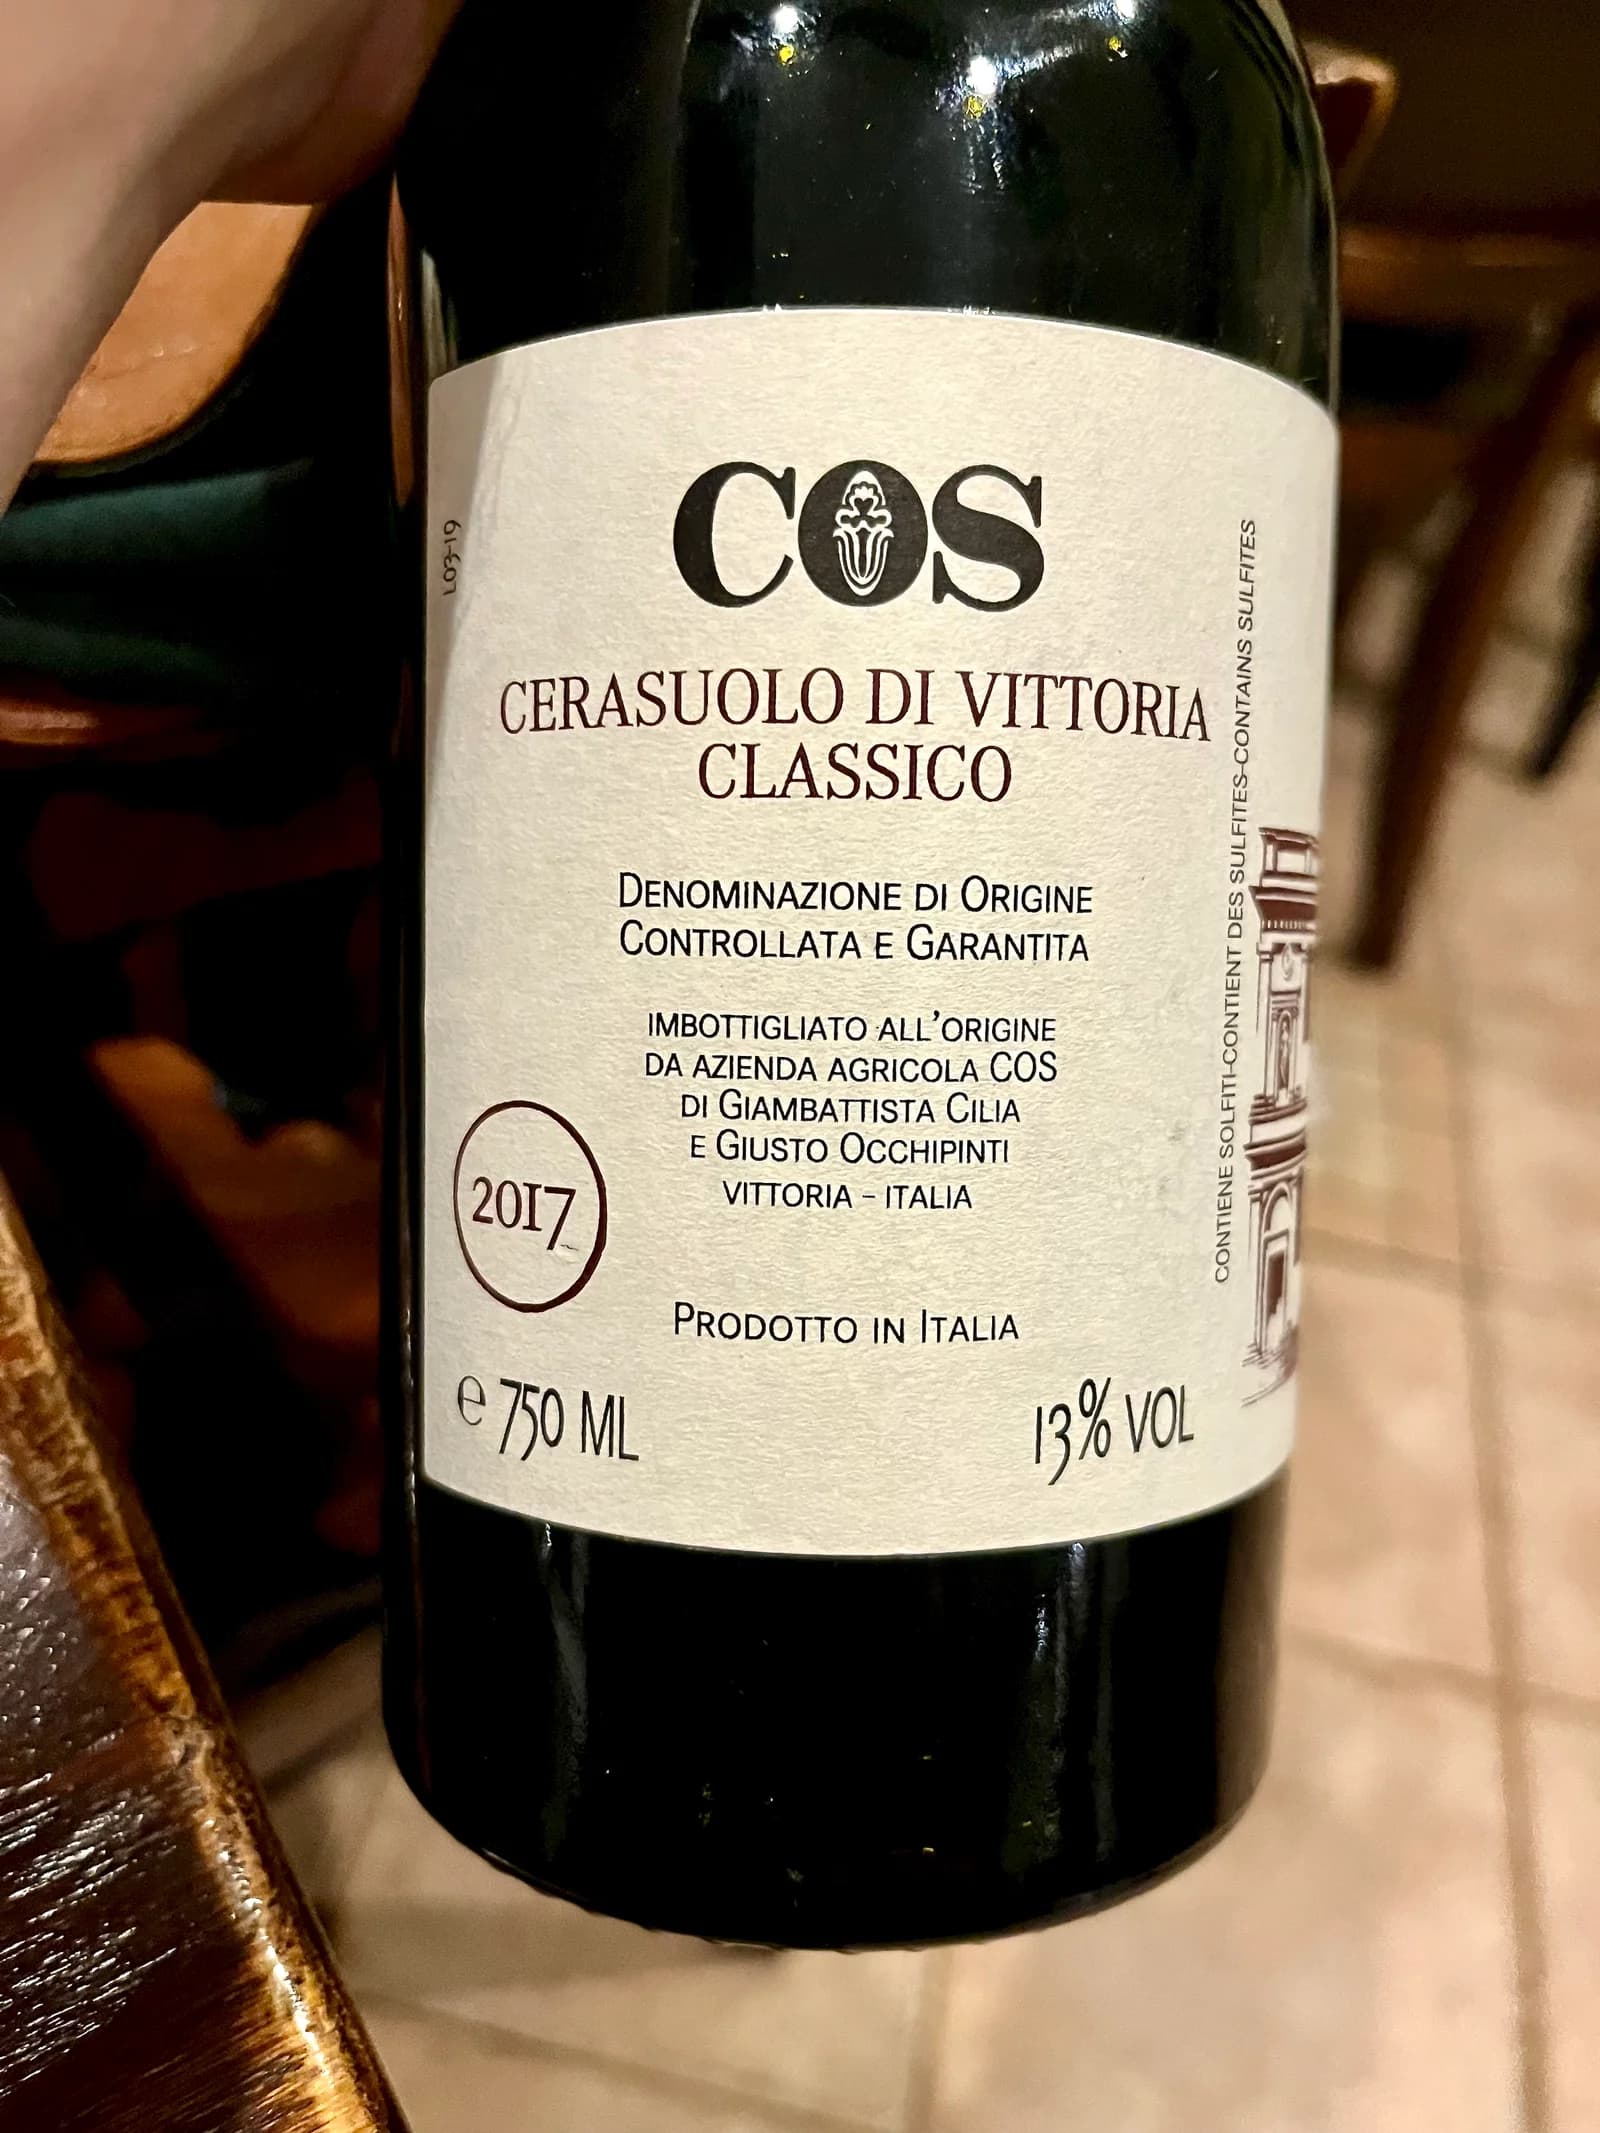 COS
CERASUOLO DI VITTORIA
CLASSICO
DENOMINAZIONE DI ORIGINE
CONTROLLATA E GARANTITA
IMBOTTIGLIATO ALL'ORIGINE
DA AZIENDA AGRICOLA COS
DI GIAMBATTISTA CILIA
E GIUSTO OCCHIPINTI
VITTORIA - ITALIA
2017
PRODOTTO IN ITALIA
e 750 ML
13% VOL
L03-19
CONTIENE SOLFITI-CONTIENT DES SULFITES-CONTAINS SULFITES